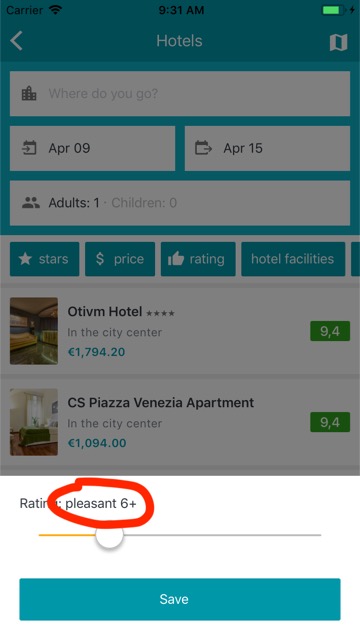 Carrier 9:31 AM
Hotels
Where do you go?
Apr 09 Apr 15
Adults: 1 · Children: 0
stars $ price rating hotel facilities
Otivm Hotel ★★★★
In the city center 9,4
€1,794.20
CS Piazza Venezia Apartment
In the city center 9,4
€1,094.00
Rating: pleasant 6+
Save